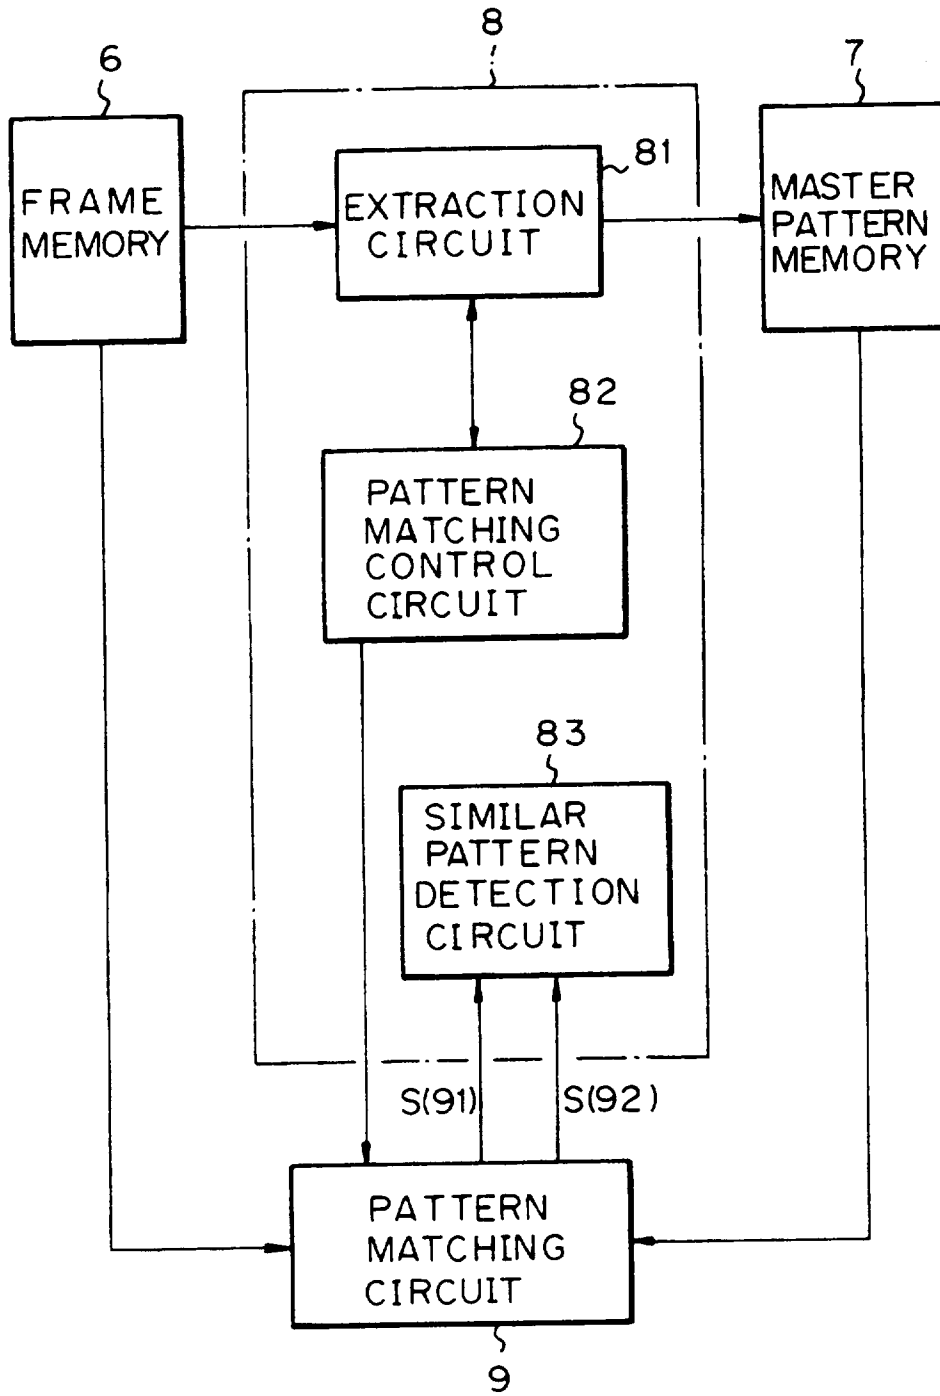 8
6
7
81
FRAME
MEMORY
EXTRACTION
CIRCUIT
MASTER
PATTERN
MEMORY
82
PATTERN
MATCHING
CONTROL
CIRCUIT
83
SIMILAR
PATTERN
DETECTION
CIRCUIT
S(91)
S(92)
PATTERN
MATCHING
CIRCUIT
9